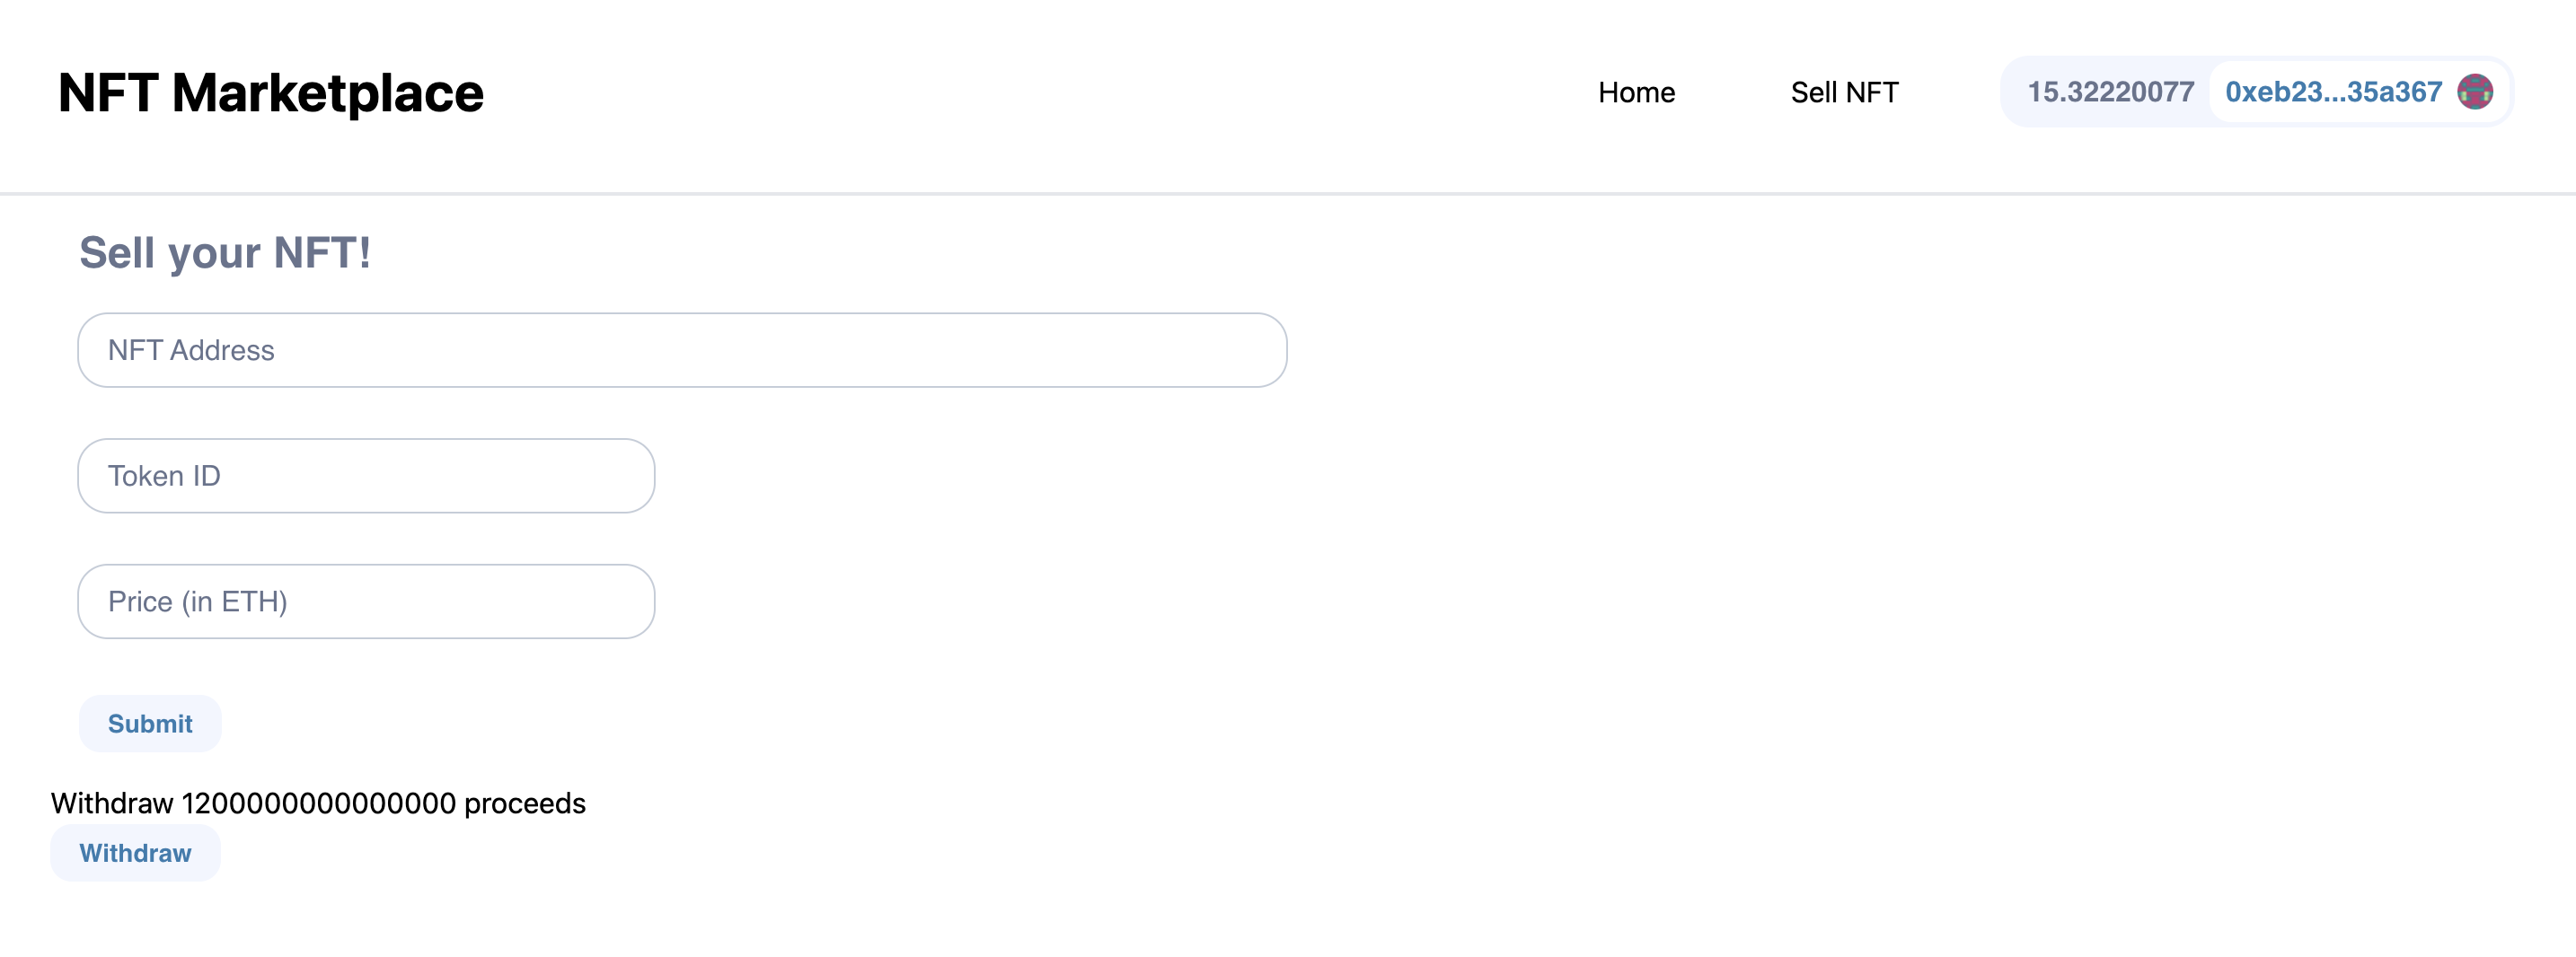 NFT Marketplace
Home
Sell NFT
15.32220077
0xeb23...35a367
Sell your NFT!
NFT Address
Token ID
Price (in ETH)
Submit
Withdraw 1200000000000000 proceeds
Withdraw